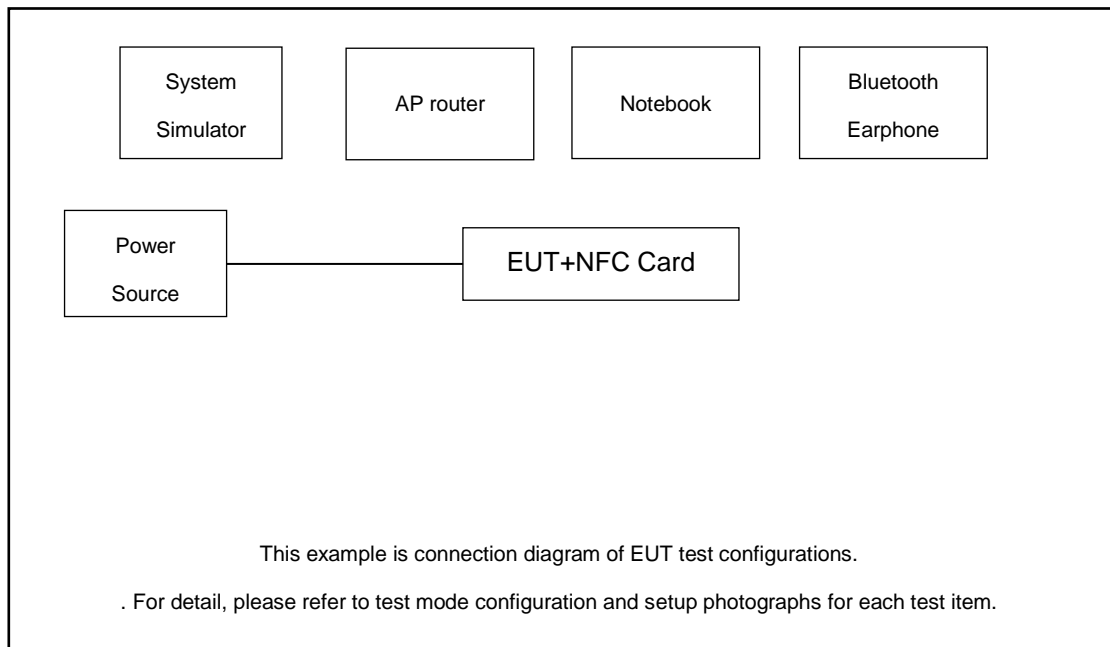 System
Simulator
AP router
Notebook
Bluetooth
Earphone
Power
Source
EUT+NFC Card
This example is connection diagram of EUT test configurations.
. For detail, please refer to test mode configuration and setup photographs for each test item.